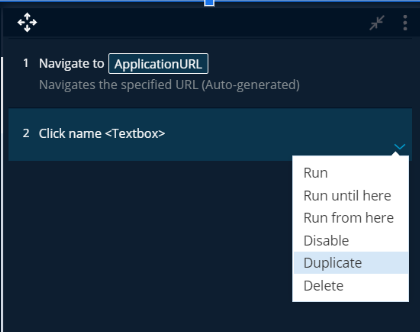 1 Navigate to ApplicationURL
Navigates the specified URL (Auto-generated)
2 Click name <Textbox>
Run
Run until here
Run from here
Disable
Duplicate
Delete